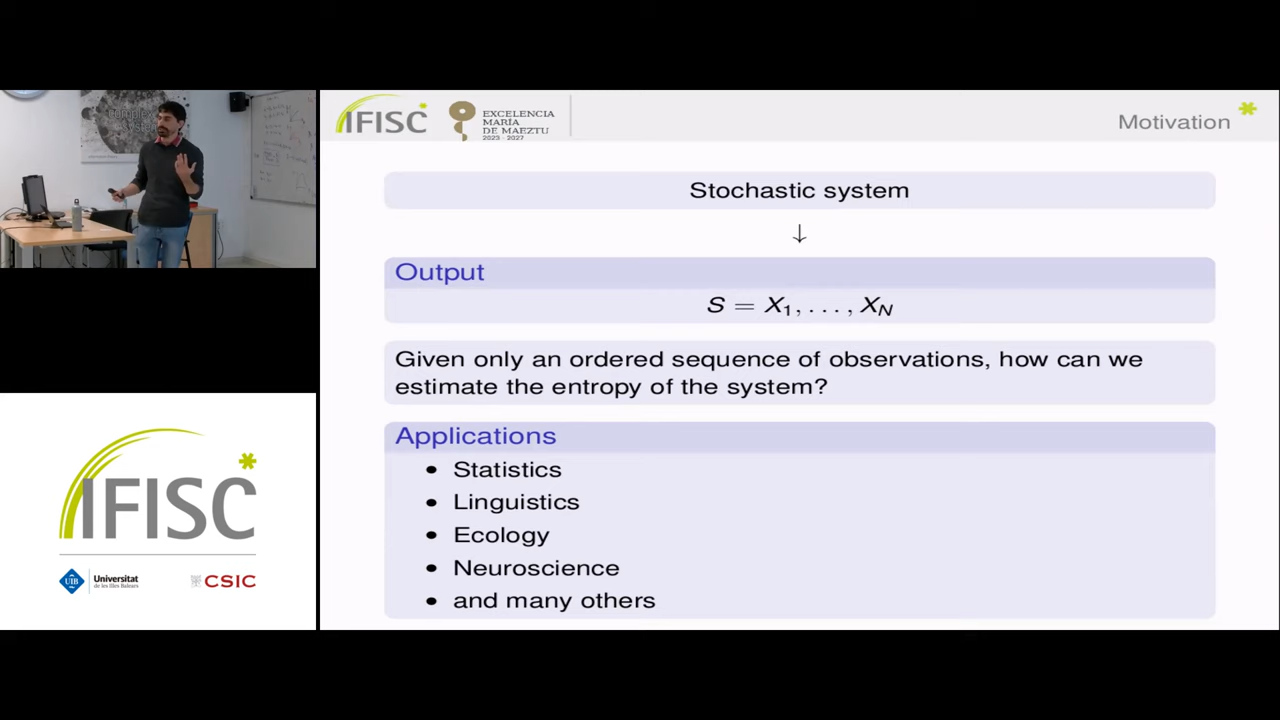 IFISC
EXCELENCIA
MARÍA
DE MAEZTU
2023 - 2027
Motivation
Stochastic system
↓
Output
S = X1, . . . , XN
Given only an ordered sequence of observations, how can we
estimate the entropy of the system?
Applications
• Statistics
• Linguistics
• Ecology
• Neuroscience
• and many others
IFISC
UIB
Universitat
de les Illes Balears
CSIC